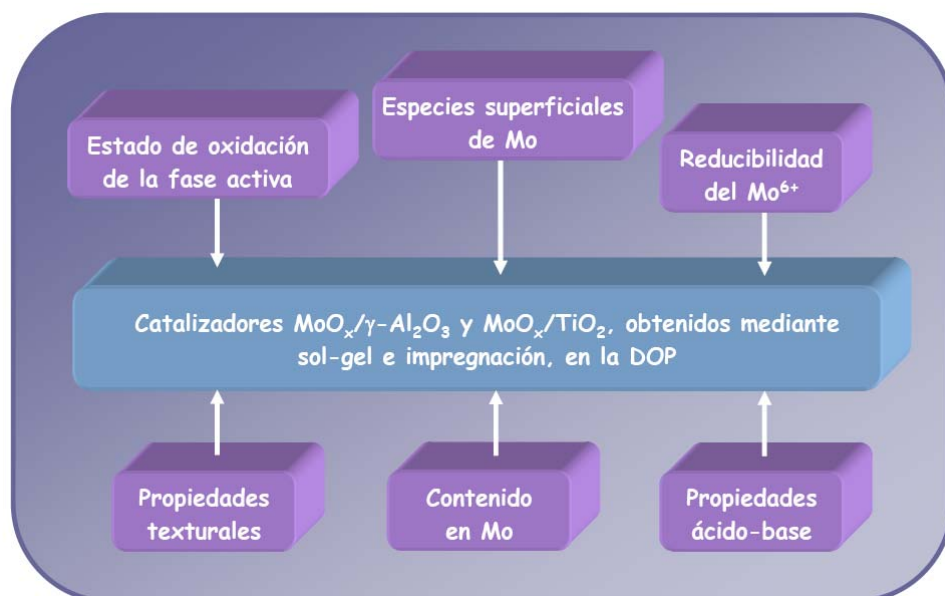 Estado de oxidación
de la fase activa
Especies superficiales
de Mo
Reducibilidad
del Mo⁶⁺
Catalizadores MoOₓ/γ-Al₂O₃ y MoOₓ/TiO₂, obtenidos mediante
sol-gel e impregnación, en la DOP
Propiedades
texturales
Contenido
en Mo
Propiedades
ácido-base